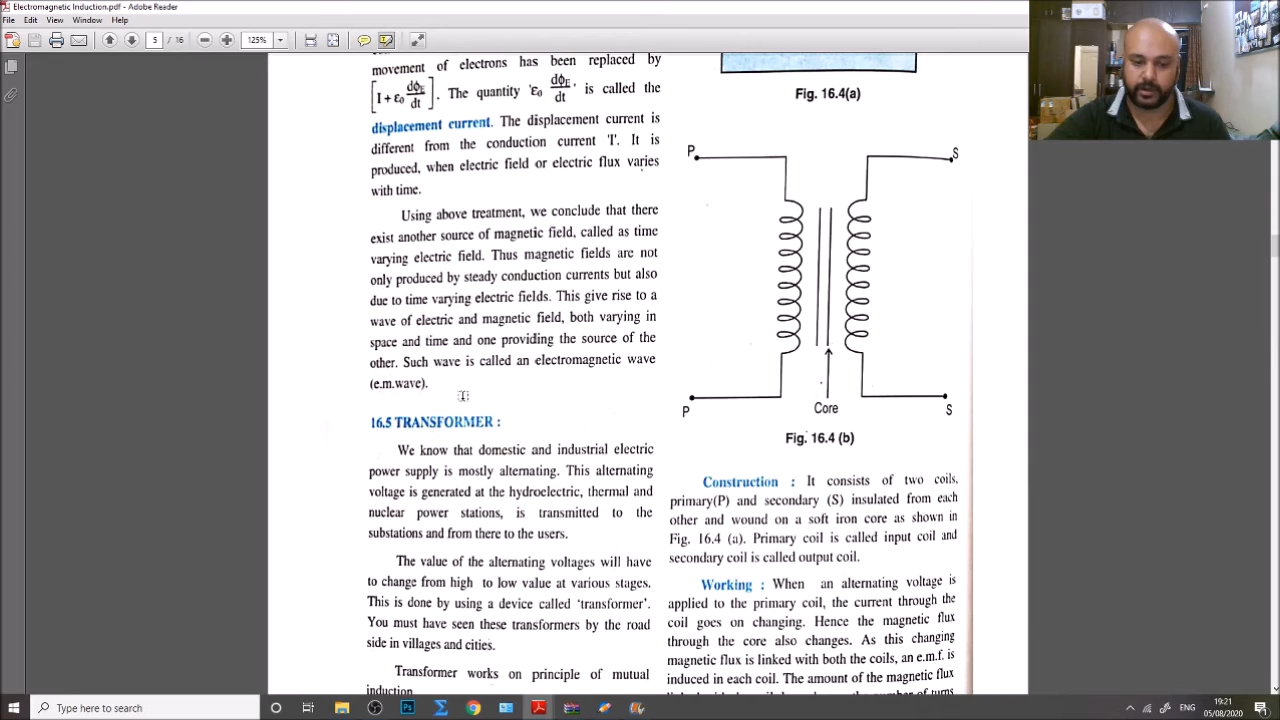 Electromagnetic Induction.pdf - Adobe Reader
File Edit View Window Help
5 / 16 125%
movement of electrons has been replaced by
[I + ε₀ dϕE/dt]. The quantity 'ε₀ dϕE/dt' is called the
displacement current. The displacement current is
different from the conduction current 'I'. It is
produced, when electric field or electric flux varies
with time.
Using above treatment, we conclude that there
exist another source of magnetic field, called as time
varying electric field. Thus magnetic fields are not
only produced by steady conduction currents but also
due to time varying electric fields. This give rise to a
wave of electric and magnetic field, both varying in
space and time and one providing the source of the
other. Such wave is called an electromagnetic wave
(e.m.wave).
16.5 TRANSFORMER :
We know that domestic and industrial electric
power supply is mostly alternating. This alternating
voltage is generated at the hydroelectric, thermal and
nuclear power stations, is transmitted to the
substations and from there to the users.
The value of the alternating voltages will have
to change from high to low value at various stages.
This is done by using a device called 'transformer'.
You must have seen these transformers by the road
side in villages and cities.
Transformer works on principle of mutual
induction
Fig. 16.4(a)
P S
P Core S
Fig. 16.4 (b)
Construction : It consists of two coils,
primary(P) and secondary (S) insulated from each
other and wound on a soft iron core as shown in
Fig. 16.4 (a). Primary coil is called input coil and
secondary coil is called output coil.
Working : When an alternating voltage is
applied to the primary coil, the current through the
coil goes on changing. Hence the magnetic flux
through the core also changes. As this changing
magnetic flux is linked with both the coils, an e.m.f. is
induced in each coil. The amount of the magnetic flux
Type here to search
19:21
05/08/2020